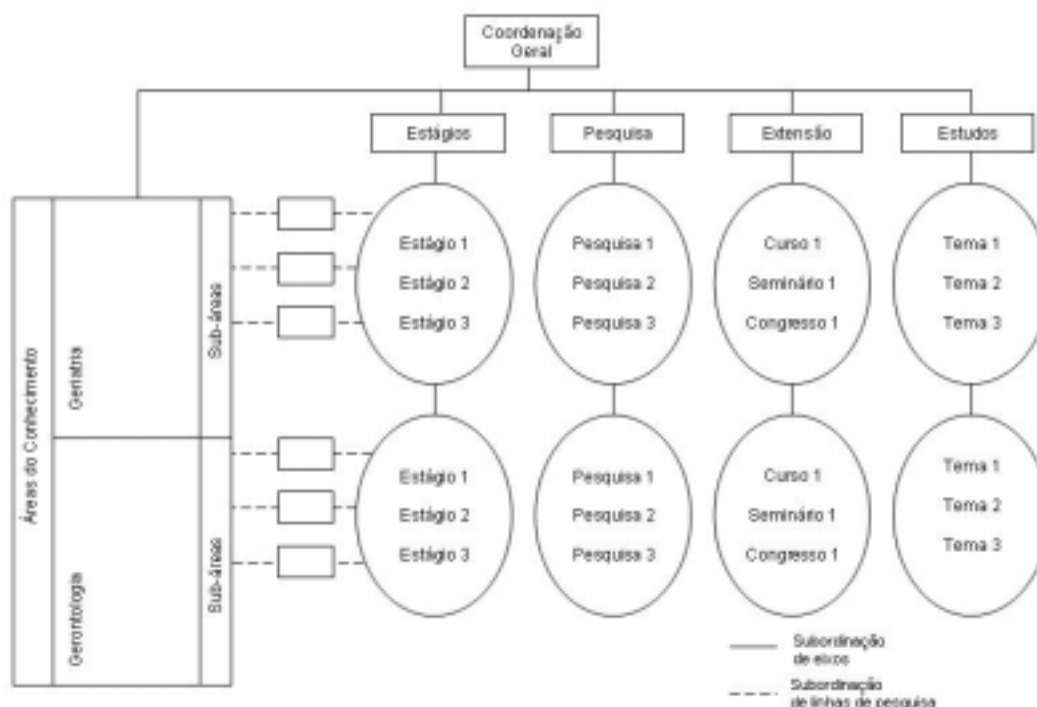 Coordenação
Geral
Estágios
Pesquisa
Extensão
Estudos
Áreas do Conhecimento
Geriatria
Sub-áreas
Estágio 1
Estágio 2
Estágio 3
Pesquisa 1
Pesquisa 2
Pesquisa 3
Curso 1
Seminário 1
Congresso 1
Tema 1
Tema 2
Tema 3
Gerontologia
Sub-áreas
Estágio 1
Estágio 2
Estágio 3
Pesquisa 1
Pesquisa 2
Pesquisa 3
Curso 1
Seminário 1
Congresso 1
Tema 1
Tema 2
Tema 3
Subordinação
de eixos
Subordinação
de linhas de pesquisa